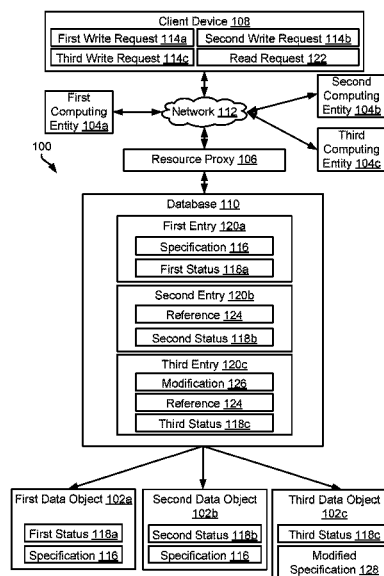 Client Device 108
First Write Request 114a
Second Write Request 114b
Third Write Request 114c
Read Request 122
First
Computing
Entity 104a
Network 112
Second
Computing
Entity 104b
Third
Computing
Entity 104c
100
Resource Proxy 106
Database 110
First Entry 120a
Specification 116
First Status 118a
Second Entry 120b
Reference 124
Second Status 118b
Third Entry 120c
Modification 126
Reference 124
Third Status 118c
First Data Object 102a
First Status 118a
Specification 116
Second Data Object
102b
Second Status 118b
Specification 116
Third Data Object
102c
Third Status 118c
Modified
Specification 128